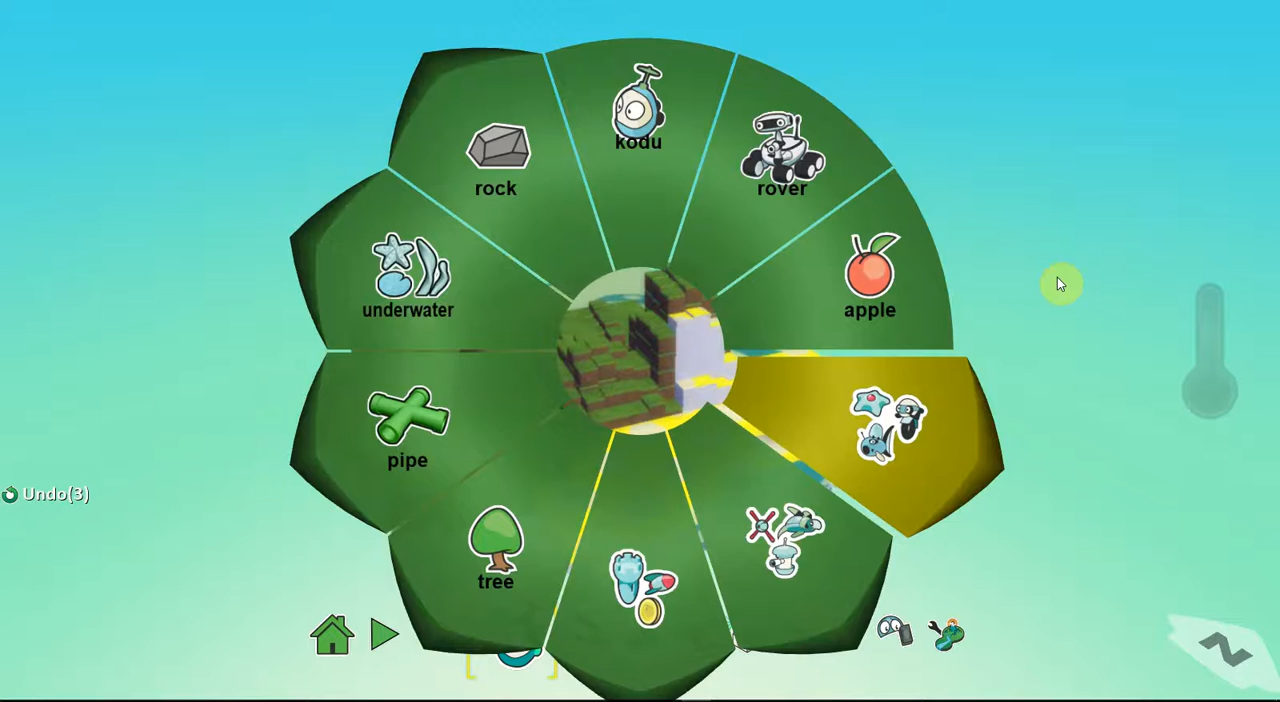 kodu
rock
rover
underwater
apple
pipe
Undo(3)
tree